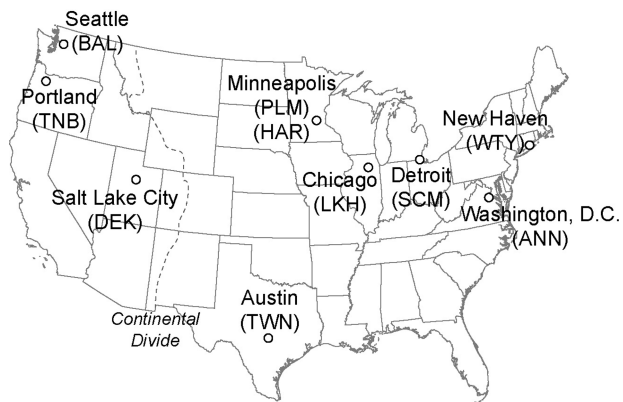 Seattle
(BAL)
Portland
(TNB)
Minneapolis
(PLM)
(HAR)
New Haven
(WTY)
Salt Lake City
(DEK)
Chicago
(LKH)
Detroit
(SCM)
Washington, D.C.
(ANN)
Austin
(TWN)
Continental
Divide